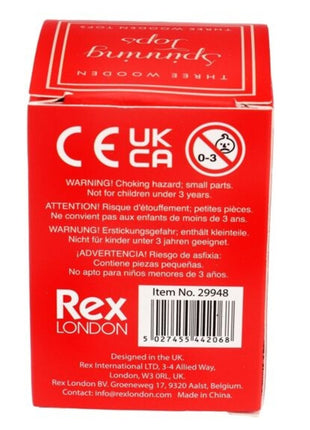 THREE WOODEN
Spinning
Tops
THREE WOODEN
CE UK
CA
0-3
WARNING! Choking hazard; small parts.
Not for children under 3 years.
ATTENTION! Risque d'étouffement; petites pièces.
Ne convient pas aux enfants de moins de 3 ans.
WARNUNG! Erstickungsgefahr; enthält kleinteile.
Nicht für kinder unter 3 jahren geeignet.
¡ADVERTENCIA! Riesgo de asfixia:
Contiene piezas pequeñas.
No apto para niños menores de 3 años.
Item No. 29948
Rex
LONDON
5 027455 442068
Designed in the UK.
Rex International LTD, 3-4 Allied Way,
London, W3 0RL, UK.
Rex London BV. Groeneweg 17, 9320 Aalst, Belgium.
Contact: info@rexlondon.com. Made in China.